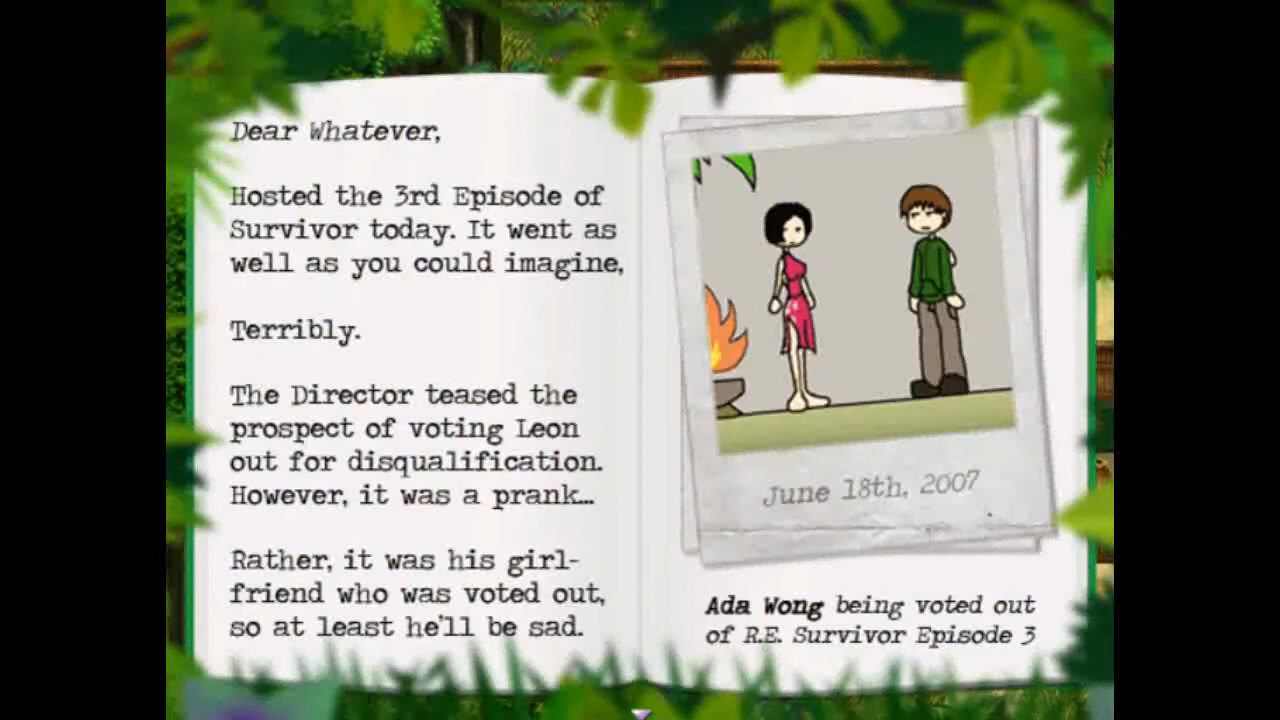 Dear Whatever,
Hosted the 3rd Episode of
Survivor today. It went as
well as you could imagine,
Terribly.
The Director teased the
prospect of voting Leon
out for disqualification.
However, it was a prank...
Rather, it was his girl-
friend who was voted out,
so at least he'll be sad.
June 18th, 2007
Ada Wong being voted out
of R.E. Survivor Episode 3